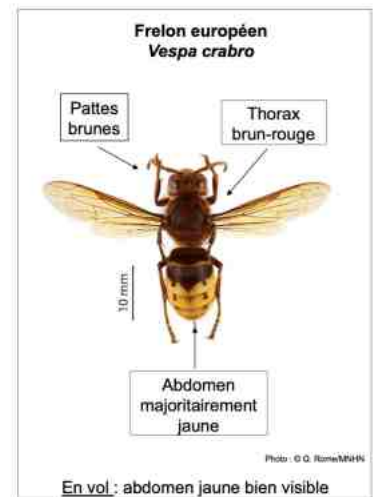 Frelon européen
Vespa crabro
Pattes
brunes
Thorax
brun-rouge
10 mm
Abdomen
majoritairement
jaune
Photo : © Q. Rome/MNHN
En vol : abdomen jaune bien visible